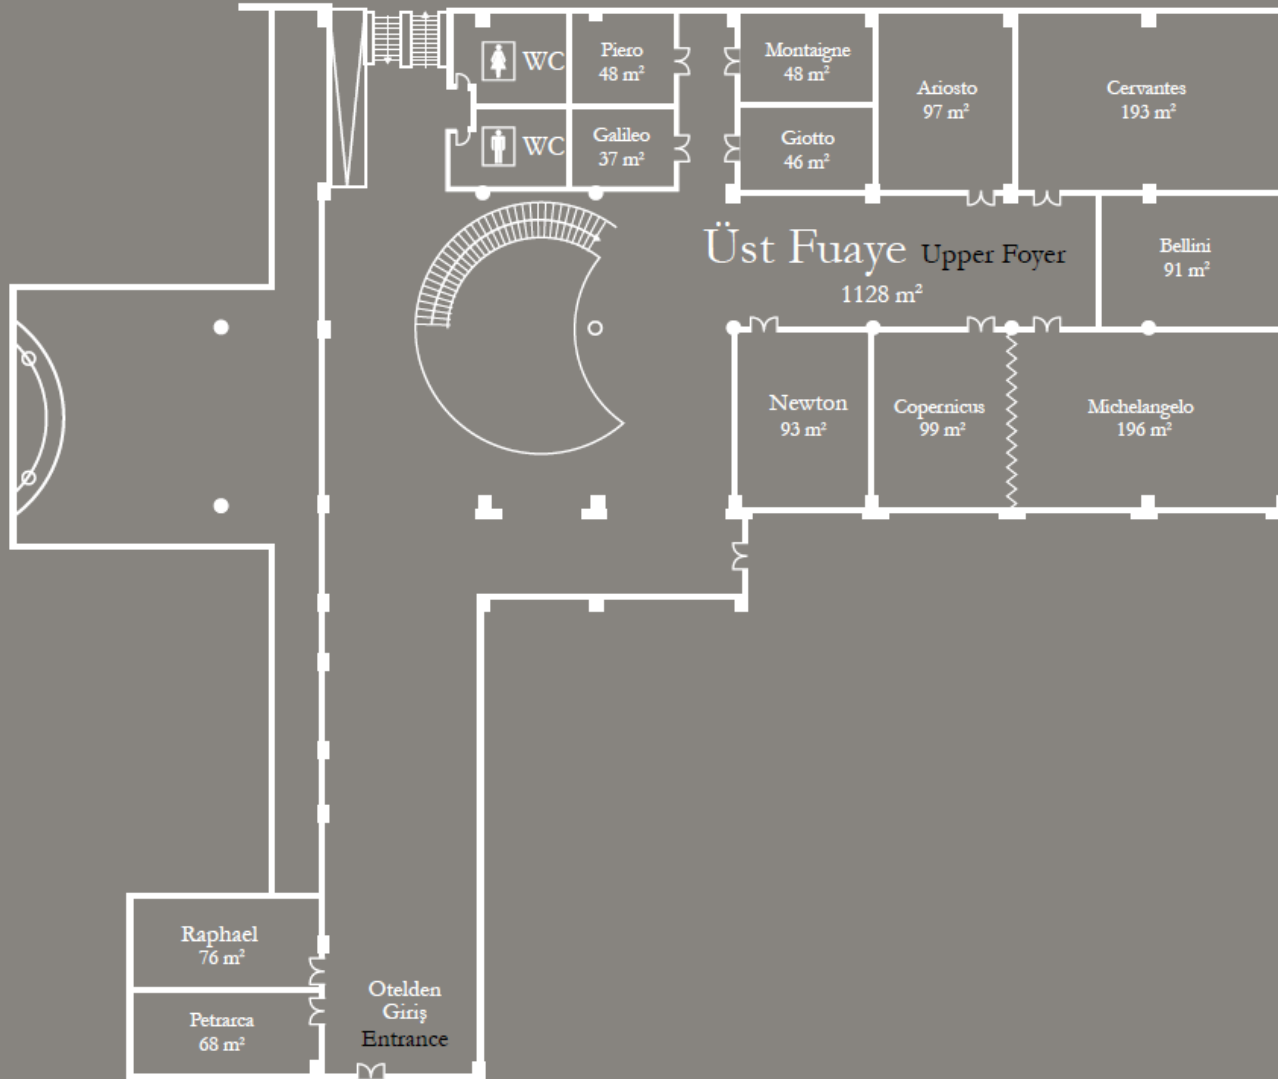 WC
Piero
48 m²
Montaigne
48 m²
Ariosto
97 m²
Cervantes
193 m²
WC
Galileo
37 m²
Giotto
46 m²
Üst Fuaye Upper Foyer
1128 m²
Bellini
91 m²
Newton
93 m²
Copernicus
99 m²
Michelangelo
196 m²
Raphael
76 m²
Petrarca
68 m²
Otelden
Giriş
Entrance